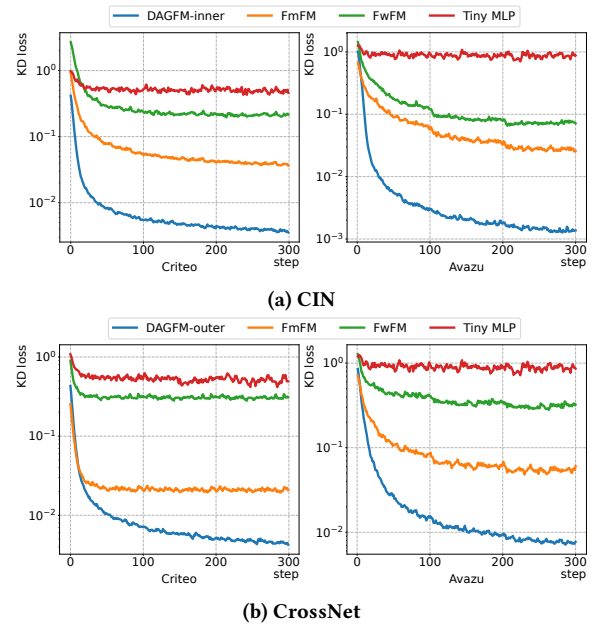 DAGFM-inner FmFM FwFM Tiny MLP
KD loss
10^0
10^-1
10^-2
0 100 200 300
Criteo step
KD loss
10^0
10^-1
10^-2
10^-3
0 100 200 300
Avazu step
(a) CIN
DAGFM-outer FmFM FwFM Tiny MLP
KD loss
10^0
10^-1
10^-2
0 100 200 300
Criteo step
KD loss
10^0
10^-1
10^-2
0 100 200 300
Avazu step
(b) CrossNet